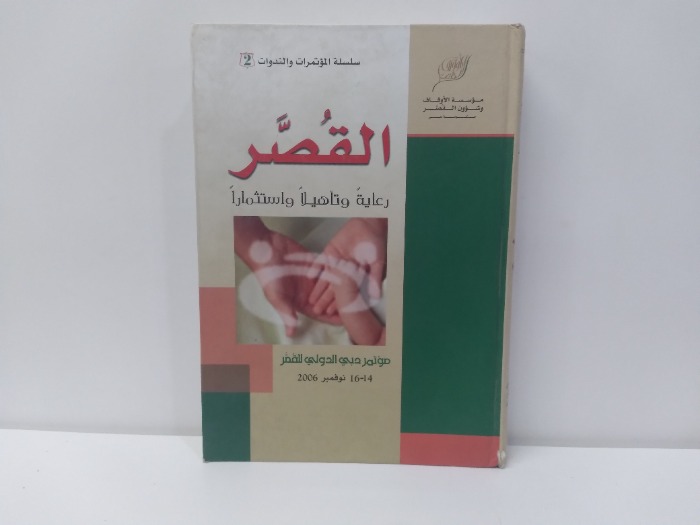 سلسلة المؤتمرات والندوات 2
مؤسسة الأوقاف
وشؤون القصر
القُصَّر
رعايةً وتأهيلاً واستثماراً
مؤتمر دبي الدولي للقصّر
14-16 نوفمبر 2006